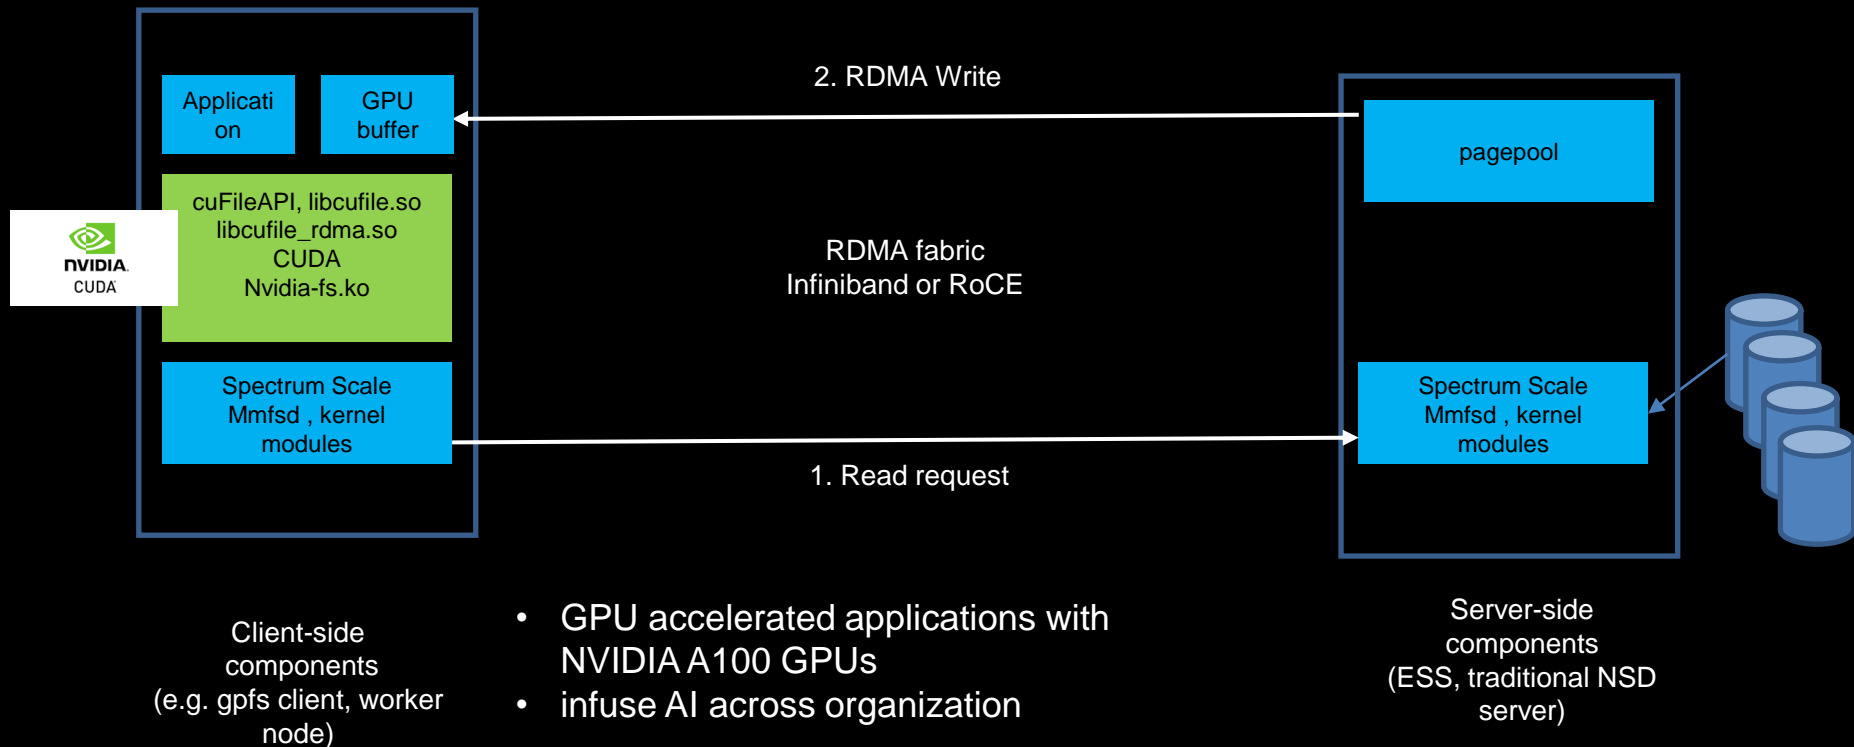 Applicati
on
GPU
buffer
cuFileAPI, libcufile.so
libcufile_rdma.so
CUDA
Nvidia-fs.ko
NVIDIA.
CUDA
Spectrum Scale
Mmfsd , kernel
modules
2. RDMA Write
RDMA fabric
Infiniband or RoCE
1. Read request
pagepool
Spectrum Scale
Mmfsd , kernel
modules
Client-side
components
(e.g. gpfs client, worker
node)
• GPU accelerated applications with
NVIDIA A100 GPUs
• infuse AI across organization
Server-side
components
(ESS, traditional NSD
server)